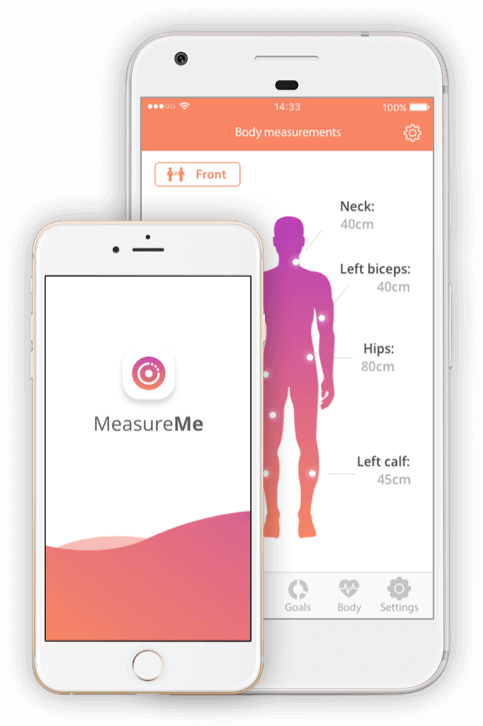 14:33
100%
Body measurements
Front
Neck:
40cm
Left biceps:
40cm
Hips:
80cm
Left calf:
45cm
Goals
Body
Settings
MeasureMe